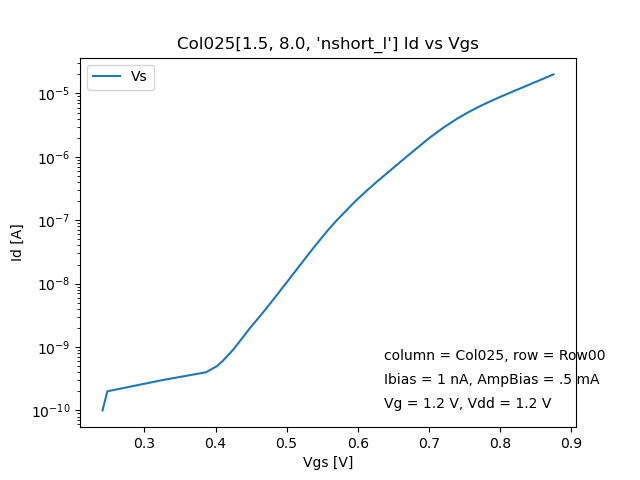 Col025[1.5, 8.0, 'nshort_l'] Id vs Vgs
Vs
10⁻⁵
10⁻⁶
10⁻⁷
10⁻⁸
10⁻⁹
10⁻¹⁰
Id [A]
column = Col025, row = Row00
Ibias = 1 nA, AmpBias = .5 mA
Vg = 1.2 V, Vdd = 1.2 V
0.3 0.4 0.5 0.6 0.7 0.8 0.9
Vgs [V]